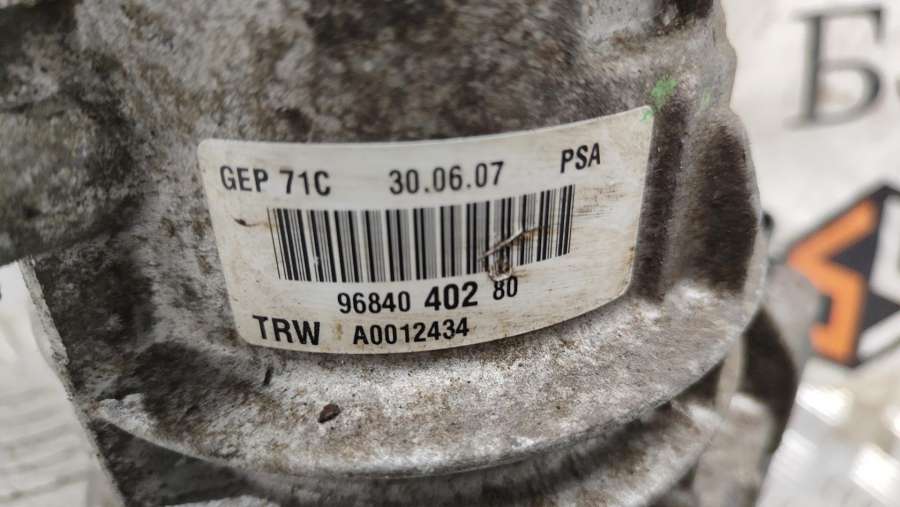 GEP 71C 30.06.07 PSA
96840 402 80
TRW A0012434